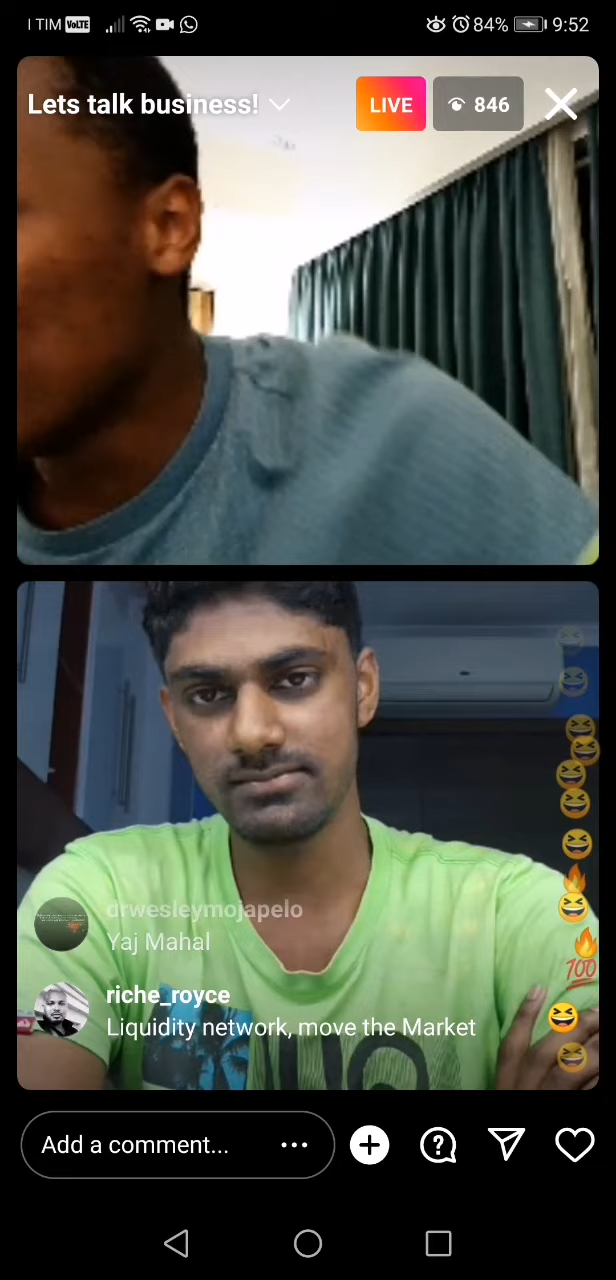 I TIM VoLTE 84% 9:52
Lets talk business! LIVE 846
drwesleymojapelo
Yaj Mahal
100
riche_royce
Liquidity network, move the Market
Add a comment...